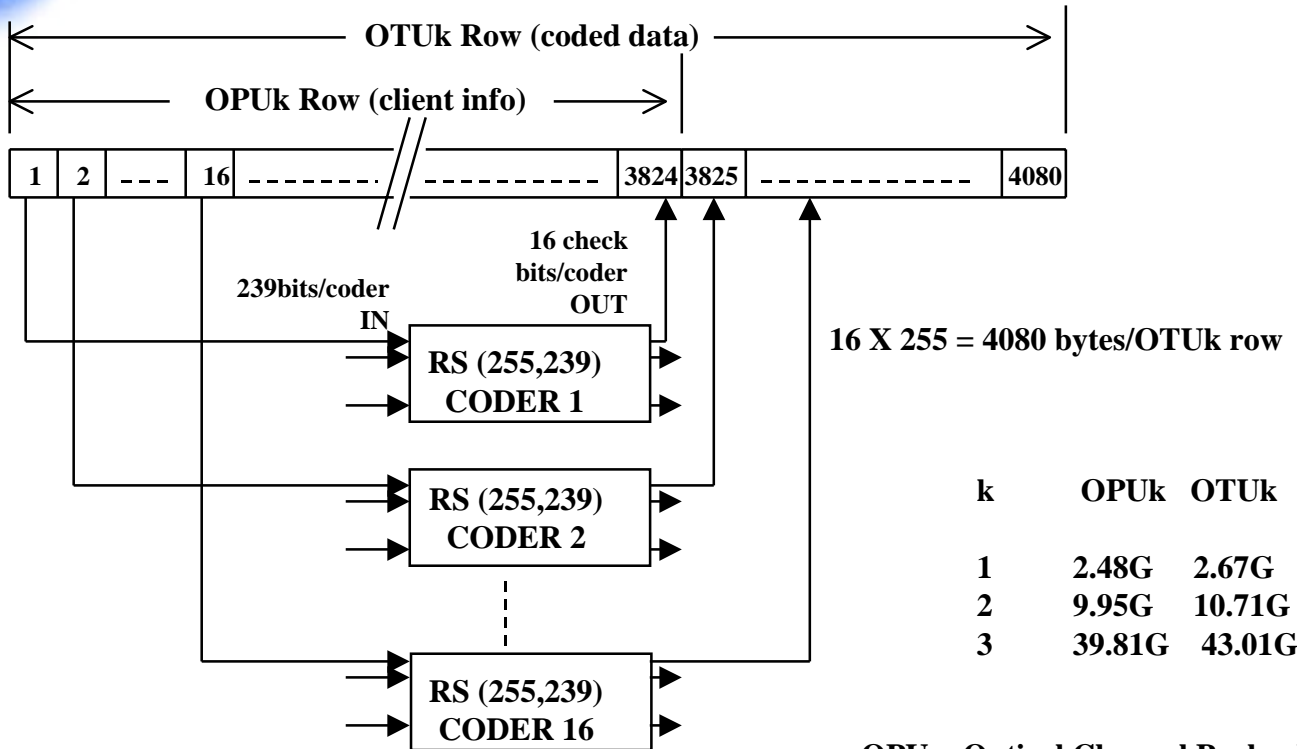 OTUk Row (coded data)
OPUk Row (client info)
1 2 --- 16 -------- ----------- 3824 3825 ------------- 4080
16 check
bits/coder
OUT
239bits/coder
IN
RS (255,239)
CODER 1
16 X 255 = 4080 bytes/OTUk row
RS (255,239)
CODER 2
RS (255,239)
CODER 16
k OPUk OTUk
1 2.48G 2.67G
2 9.95G 10.71G
3 39.81G 43.01G